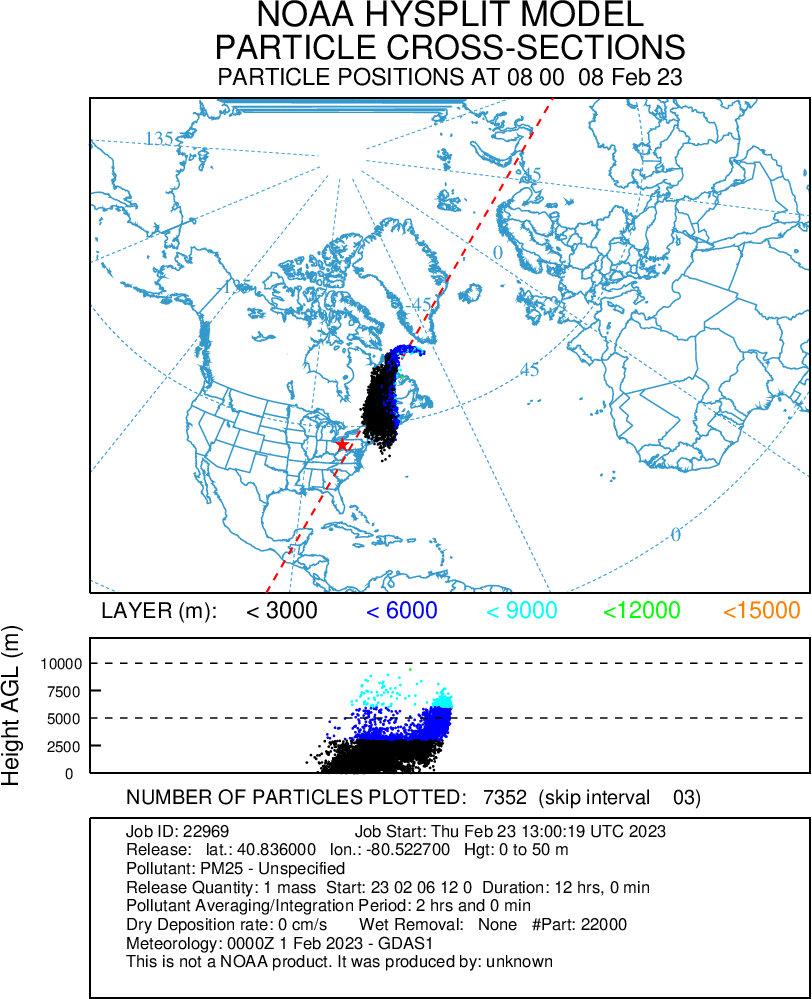 NOAA HYSPLIT MODEL
PARTICLE CROSS-SECTIONS
PARTICLE POSITIONS AT 08 00 08 Feb 23
135
45
0
-135
-45
45
0
LAYER (m): < 3000 < 6000 < 9000 <12000 <15000
Height AGL (m)
10000
7500
5000
2500
0
NUMBER OF PARTICLES PLOTTED: 7352 (skip interval 03)
Job ID: 22969 Job Start: Thu Feb 23 13:00:19 UTC 2023
Release: lat.: 40.836000 lon.: -80.522700 Hgt: 0 to 50 m
Pollutant: PM25 - Unspecified
Release Quantity: 1 mass Start: 23 02 06 12 0 Duration: 12 hrs, 0 min
Pollutant Averaging/Integration Period: 2 hrs and 0 min
Dry Deposition rate: 0 cm/s Wet Removal: None #Part: 22000
Meteorology: 0000Z 1 Feb 2023 - GDAS1
This is not a NOAA product. It was produced by: unknown